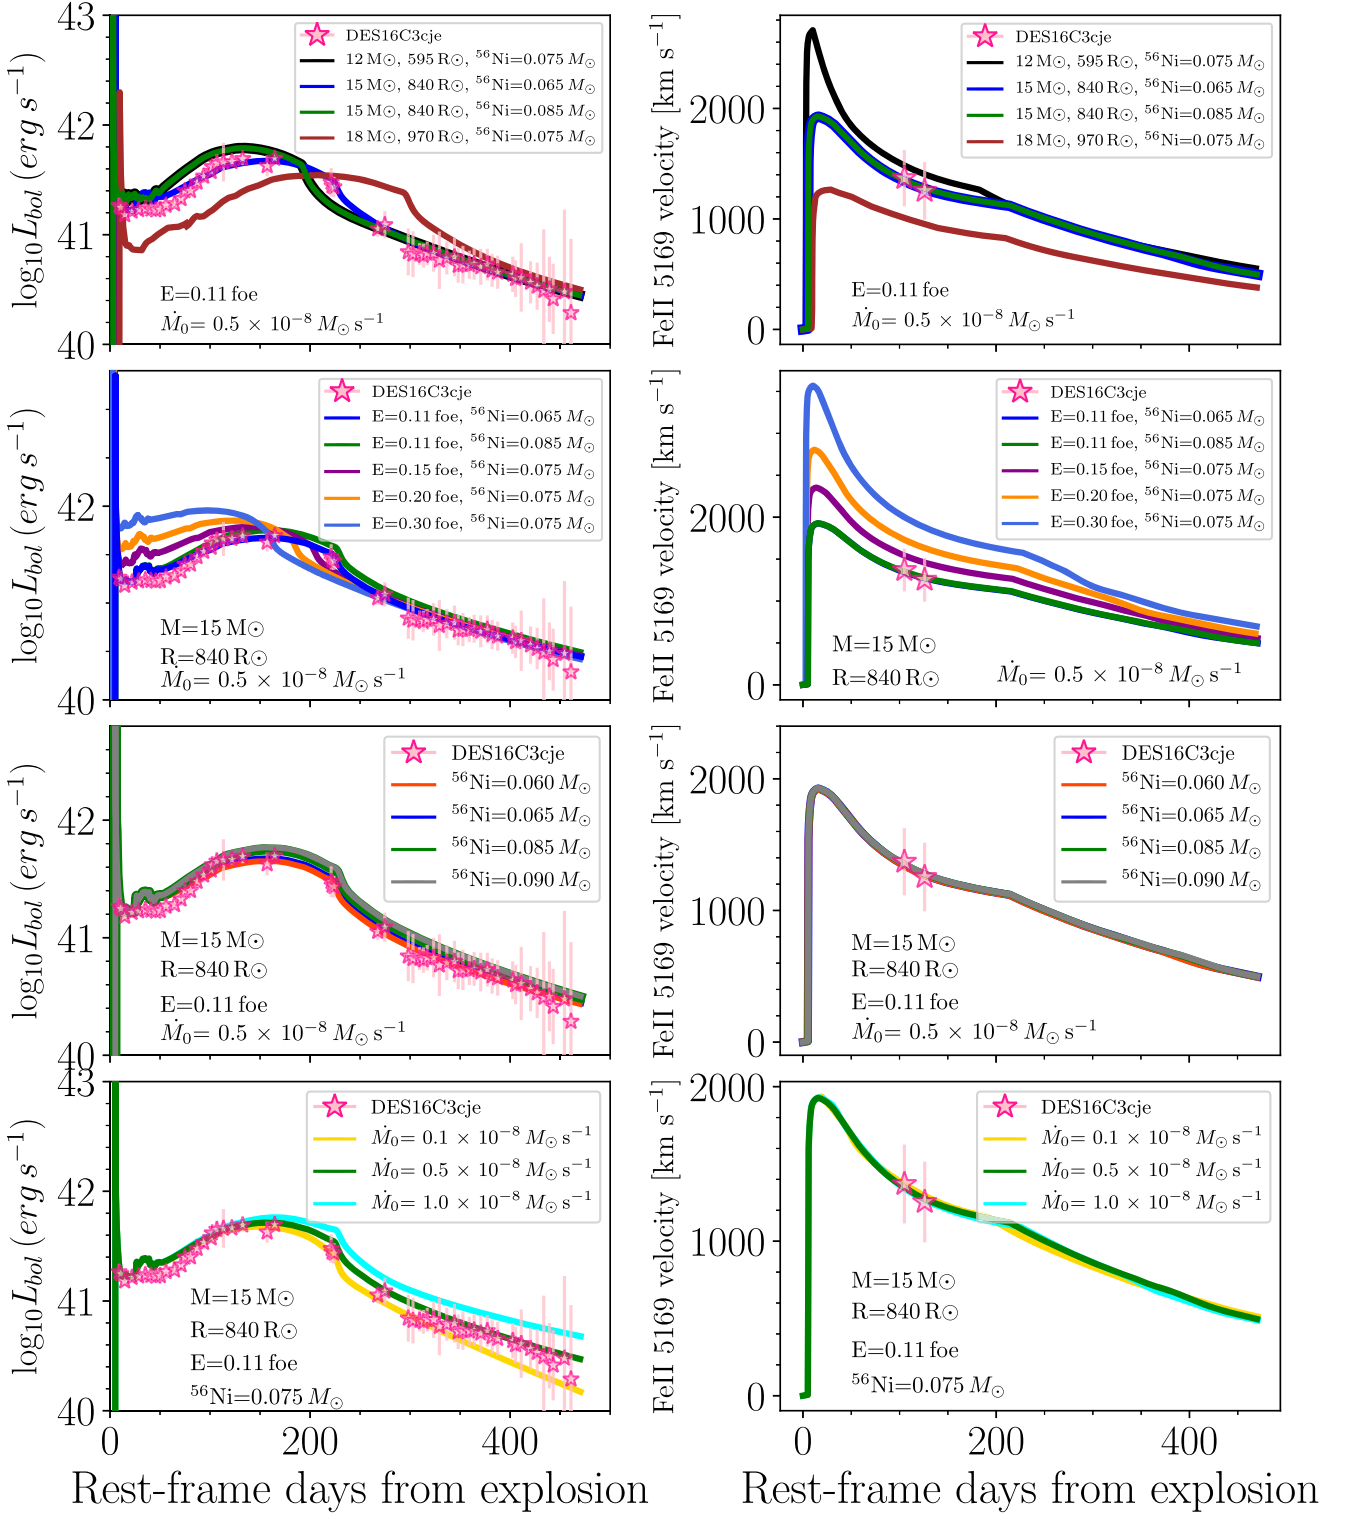 43
42
41
40
log₁₀L_bol (erg s⁻¹)
DES16C3cje
12 M⊙, 595 R⊙, ⁵⁶Ni=0.075 M⊙
15 M⊙, 840 R⊙, ⁵⁶Ni=0.065 M⊙
15 M⊙, 840 R⊙, ⁵⁶Ni=0.085 M⊙
18 M⊙, 970 R⊙, ⁵⁶Ni=0.075 M⊙
E=0.11 foe
Ṁ₀= 0.5 × 10⁻⁸ M⊙ s⁻¹
2000
1000
0
FeII 5169 velocity [km s⁻¹]
DES16C3cje
12 M⊙, 595 R⊙, ⁵⁶Ni=0.075 M⊙
15 M⊙, 840 R⊙, ⁵⁶Ni=0.065 M⊙
15 M⊙, 840 R⊙, ⁵⁶Ni=0.085 M⊙
18 M⊙, 970 R⊙, ⁵⁶Ni=0.075 M⊙
E=0.11 foe
Ṁ₀= 0.5 × 10⁻⁸ M⊙ s⁻¹
42
40
log₁₀L_bol (erg s⁻¹)
DES16C3cje
E=0.11 foe, ⁵⁶Ni=0.065 M⊙
E=0.11 foe, ⁵⁶Ni=0.085 M⊙
E=0.15 foe, ⁵⁶Ni=0.075 M⊙
E=0.20 foe, ⁵⁶Ni=0.075 M⊙
E=0.30 foe, ⁵⁶Ni=0.075 M⊙
M=15 M⊙
R=840 R⊙
Ṁ₀= 0.5 × 10⁻⁸ M⊙ s⁻¹
2000
0
FeII 5169 velocity [km s⁻¹]
DES16C3cje
E=0.11 foe, ⁵⁶Ni=0.065 M⊙
E=0.11 foe, ⁵⁶Ni=0.085 M⊙
E=0.15 foe, ⁵⁶Ni=0.075 M⊙
E=0.20 foe, ⁵⁶Ni=0.075 M⊙
E=0.30 foe, ⁵⁶Ni=0.075 M⊙
M=15 M⊙
R=840 R⊙
Ṁ₀= 0.5 × 10⁻⁸ M⊙ s⁻¹
42
41
40
log₁₀L_bol (erg s⁻¹)
DES16C3cje
⁵⁶Ni=0.060 M⊙
⁵⁶Ni=0.065 M⊙
⁵⁶Ni=0.085 M⊙
⁵⁶Ni=0.090 M⊙
M=15 M⊙
R=840 R⊙
E=0.11 foe
Ṁ₀= 0.5 × 10⁻⁸ M⊙ s⁻¹
2000
1000
0
FeII 5169 velocity [km s⁻¹]
DES16C3cje
⁵⁶Ni=0.060 M⊙
⁵⁶Ni=0.065 M⊙
⁵⁶Ni=0.085 M⊙
⁵⁶Ni=0.090 M⊙
M=15 M⊙
R=840 R⊙
E=0.11 foe
Ṁ₀= 0.5 × 10⁻⁸ M⊙ s⁻¹
43
42
41
40
log₁₀L_bol (erg s⁻¹)
DES16C3cje
Ṁ₀= 0.1 × 10⁻⁸ M⊙ s⁻¹
Ṁ₀= 0.5 × 10⁻⁸ M⊙ s⁻¹
Ṁ₀= 1.0 × 10⁻⁸ M⊙ s⁻¹
M=15 M⊙
R=840 R⊙
E=0.11 foe
⁵⁶Ni=0.075 M⊙
0 200 400
Rest-frame days from explosion
2000
1000
0
FeII 5169 velocity [km s⁻¹]
DES16C3cje
Ṁ₀= 0.1 × 10⁻⁸ M⊙ s⁻¹
Ṁ₀= 0.5 × 10⁻⁸ M⊙ s⁻¹
Ṁ₀= 1.0 × 10⁻⁸ M⊙ s⁻¹
M=15 M⊙
R=840 R⊙
E=0.11 foe
⁵⁶Ni=0.075 M⊙
0 200 400
Rest-frame days from explosion